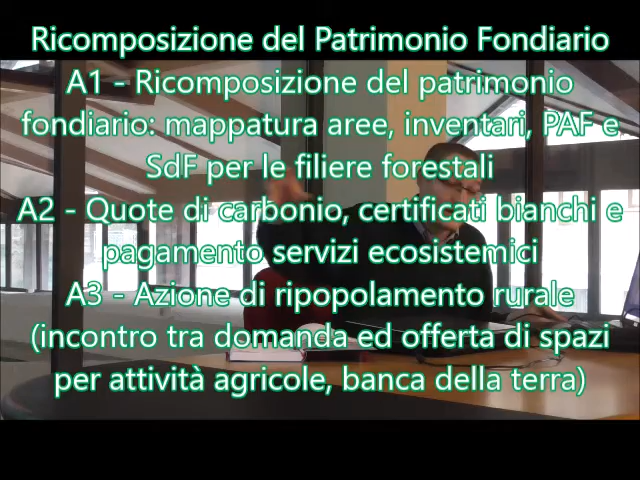 Ricomposizione del Patrimonio Fondiario
A1 - Ricomposizione del patrimonio
fondiario: mappatura aree, inventari, PAF e
SdF per le filiere forestali
A2 - Quote di carbonio, certificati bianchi e
pagamento servizi ecosistemici
A3 - Azione di ripopolamento rurale
(incontro tra domanda ed offerta di spazi
per attività agricole, banca della terra)